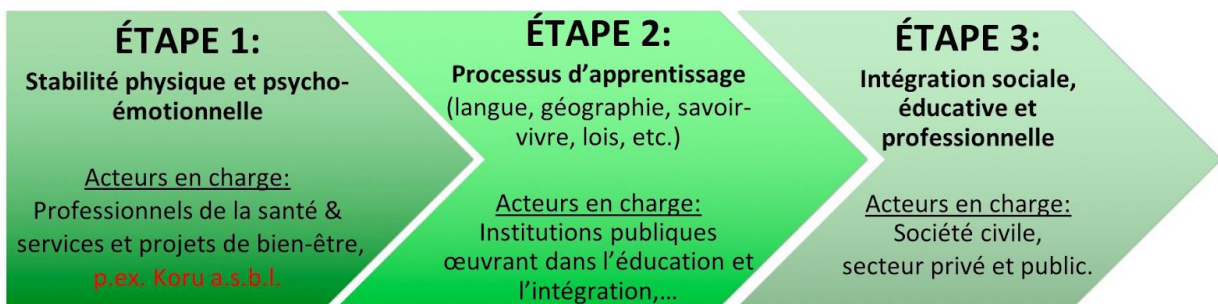 ÉTAPE 1:
Stabilité physique et psycho-
émotionnelle
Acteurs en charge:
Professionnels de la santé &
services et projets de bien-être,
p.ex. Koru a.s.b.l.
ÉTAPE 2:
Processus d’apprentissage
(langue, géographie, savoir-
vivre, lois, etc.)
Acteurs en charge:
Institutions publiques
œuvrant dans l’éducation et
l’intégration,…
ÉTAPE 3:
Intégration sociale,
éducative et
professionnelle
Acteurs en charge:
Société civile,
secteur privé et public.